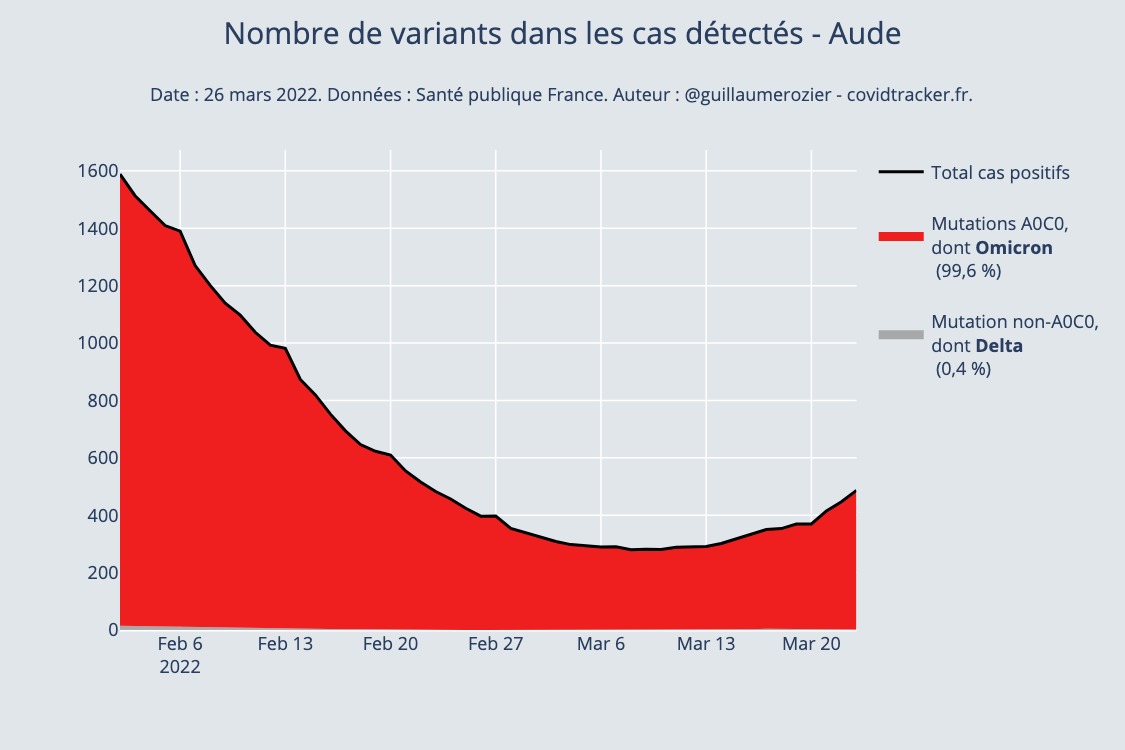 Nombre de variants dans les cas détectés - Aude
Date : 26 mars 2022. Données : Santé publique France. Auteur : @guillaumerozier - covidtracker.fr.
1600
1400
1200
1000
800
600
400
200
0
Feb 6
2022
Feb 13
Feb 20
Feb 27
Mar 6
Mar 13
Mar 20
Total cas positifs
Mutations A0C0,
dont Omicron
(99,6 %)
Mutation non-A0C0,
dont Delta
(0,4 %)